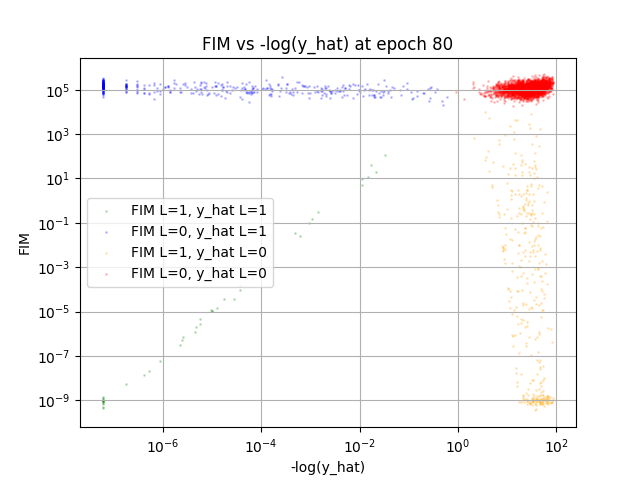 FIM vs -log(y_hat) at epoch 80
FIM
10^5
10^3
10^1
10^-1
10^-3
10^-5
10^-7
10^-9
FIM L=1, y_hat L=1
FIM L=0, y_hat L=1
FIM L=1, y_hat L=0
FIM L=0, y_hat L=0
10^-6 10^-4 10^-2 10^0 10^2
-log(y_hat)